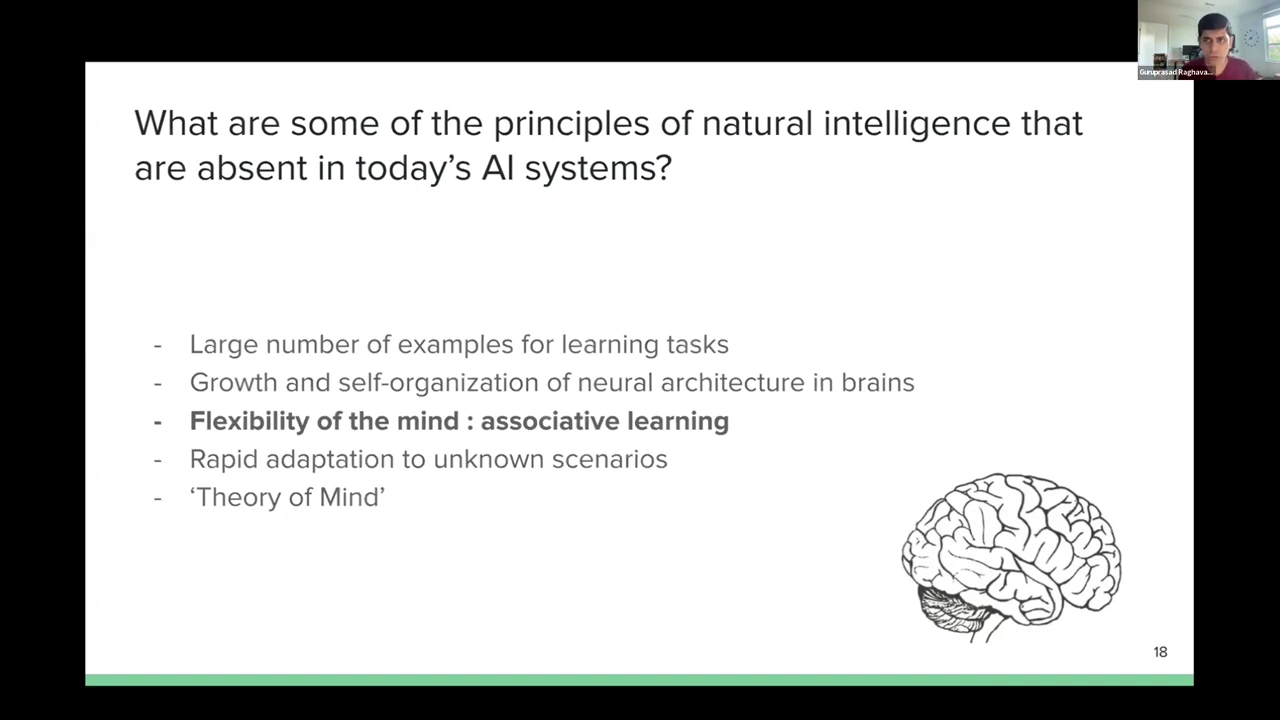 Guruprasad Raghava...
What are some of the principles of natural intelligence that
are absent in today's AI systems?
- Large number of examples for learning tasks
- Growth and self-organization of neural architecture in brains
- Flexibility of the mind : associative learning
- Rapid adaptation to unknown scenarios
- ‘Theory of Mind’
18